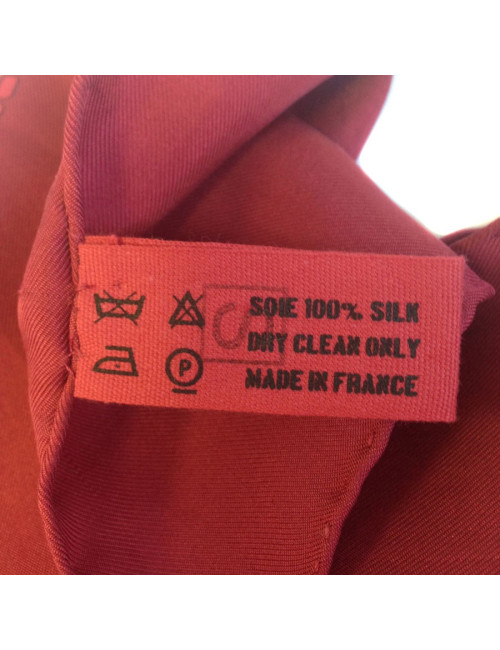 SOIE 100% SILK
DRY CLEAN ONLY
MADE IN FRANCE
P
S